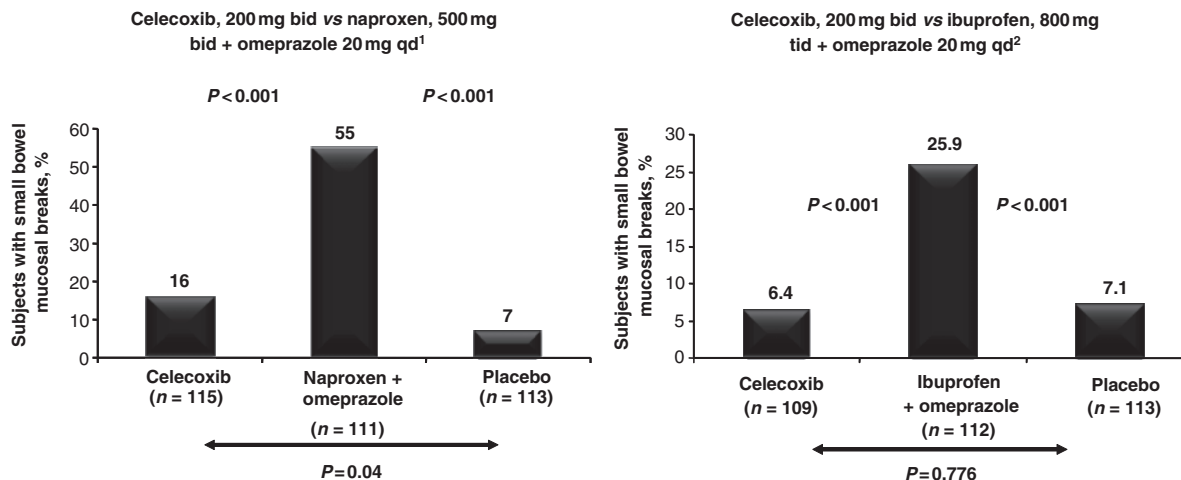 Celecoxib, 200 mg bid vs naproxen, 500 mg
bid + omeprazole 20 mg qd1
P < 0.001 P < 0.001
Subjects with small bowel
mucosal breaks, %
60
50
40
30
20
10
0
16
55
7
Celecoxib
(n = 115)
Naproxen +
omeprazole
(n = 111)
Placebo
(n = 113)
P = 0.04
Celecoxib, 200 mg bid vs ibuprofen, 800 mg
tid + omeprazole 20 mg qd2
Subjects with small bowel
mucosal breaks, %
30
25
20
15
10
5
0
25.9
P < 0.001 P < 0.001
6.4
7.1
Celecoxib
(n = 109)
Ibuprofen
+ omeprazole
(n = 112)
Placebo
(n = 113)
P = 0.776